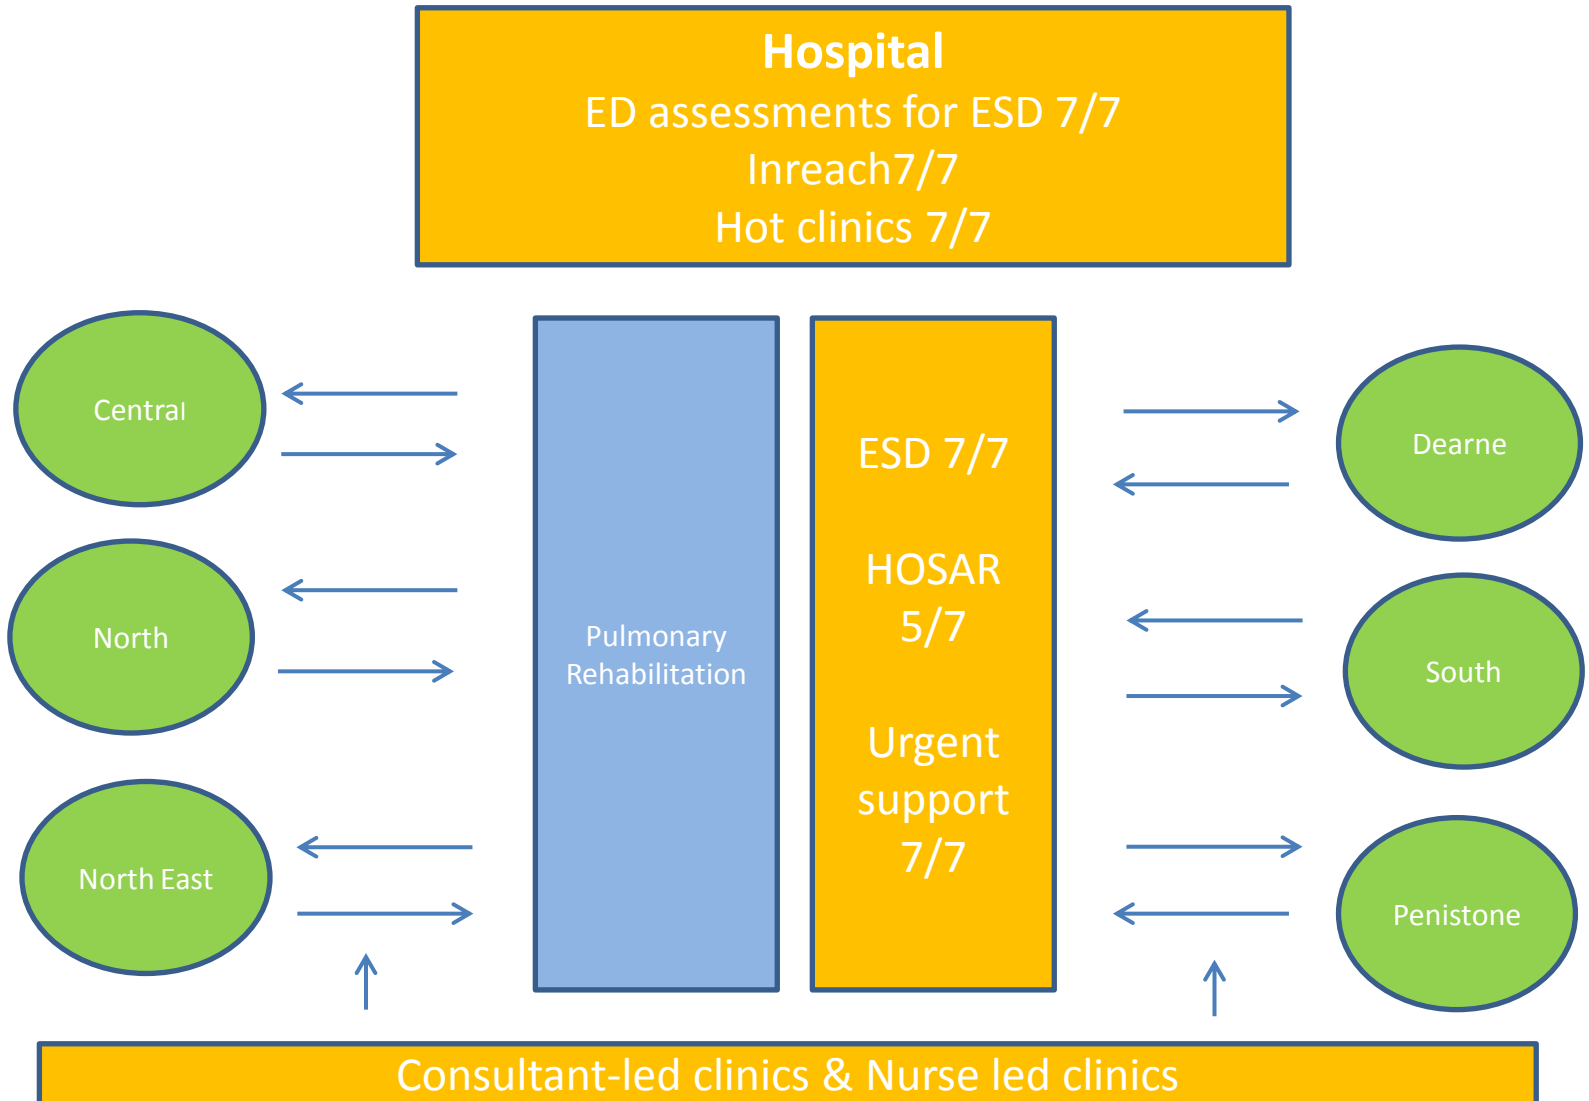 Hospital
ED assessments for ESD 7/7
Inreach7/7
Hot clinics 7/7
Central
North
North East
Pulmonary
Rehabilitation
ESD 7/7
HOSAR
5/7
Urgent
support
7/7
Dearne
South
Penistone
Consultant-led clinics & Nurse led clinics